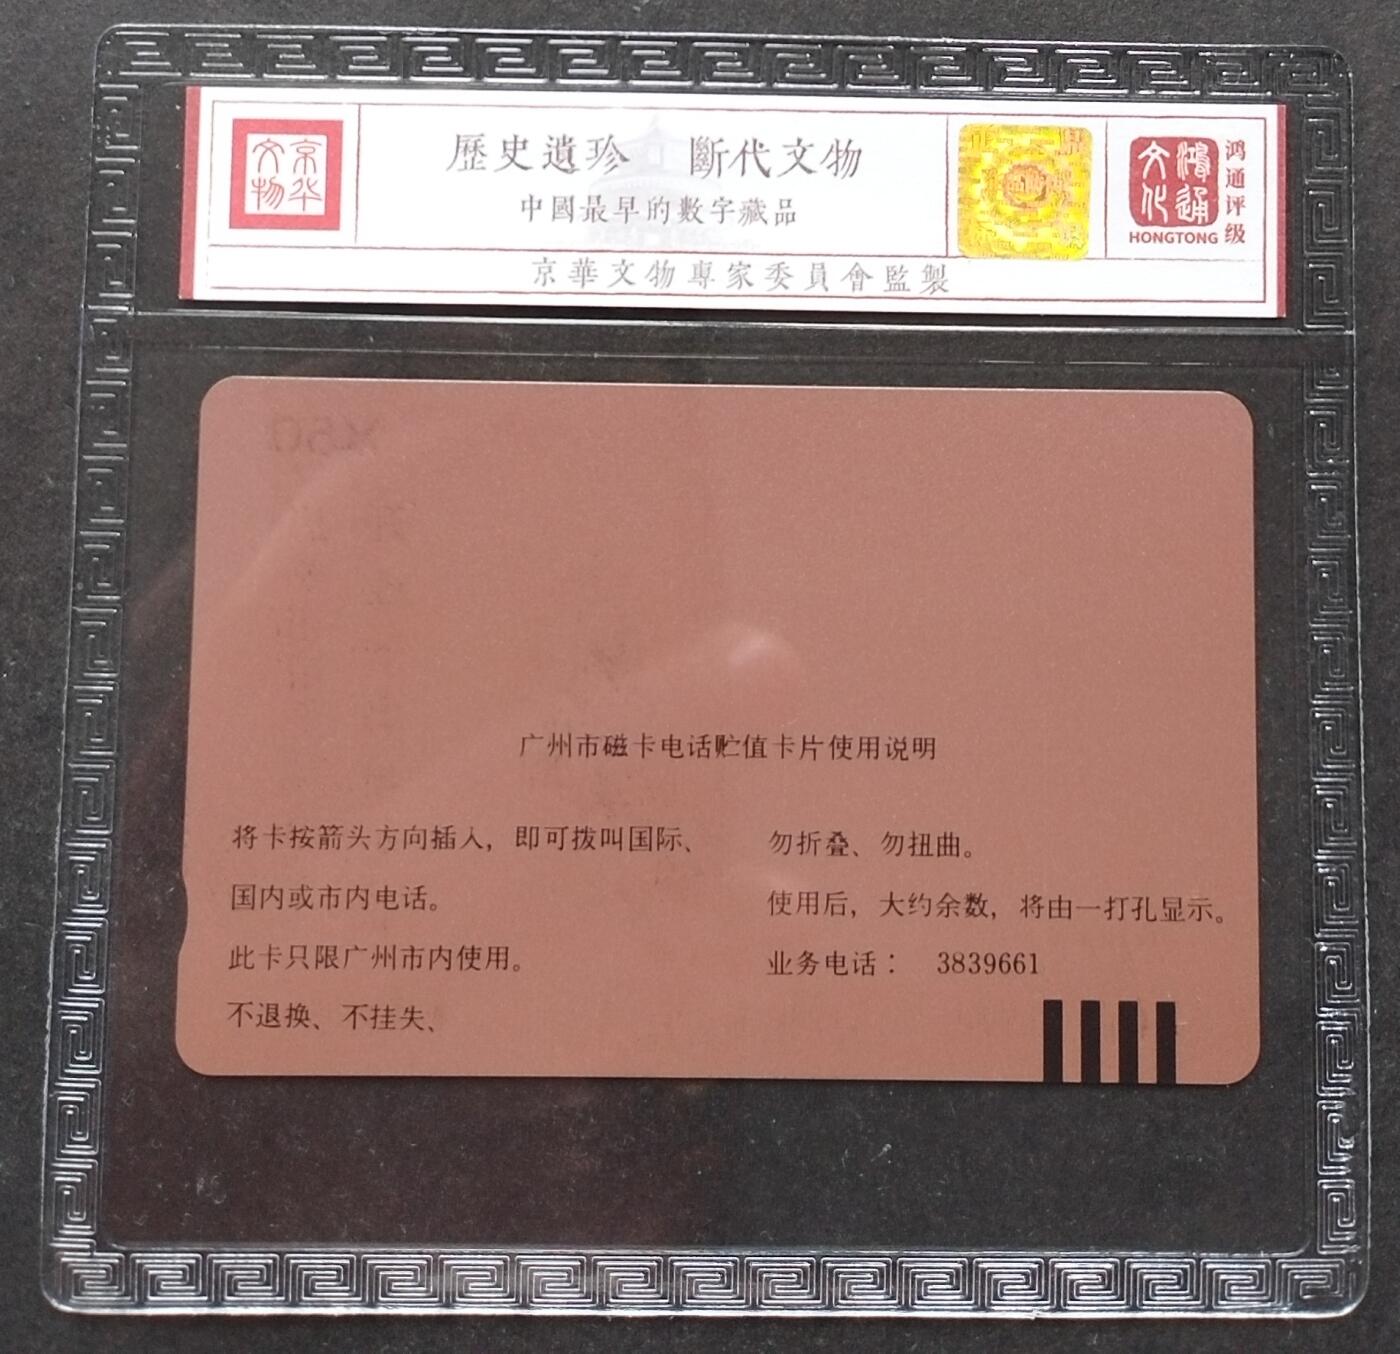 京华
文物
歷史遺珍 斷代文物
中國最早的數字藏品
京華文物專家委員會監製
鸿通
文化
HONGTONG
鸿通评级
广州市磁卡电话贮值卡片使用说明
将卡按箭头方向插入，即可拨叫国际、
国内或市内电话。
此卡只限广州市内使用。
不退换、不挂失、
勿折叠、勿扭曲。
使用后，大约余数，将由一打孔显示。
业务电话： 3839661